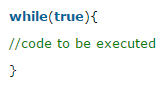 while(true){
//code to be executed
}